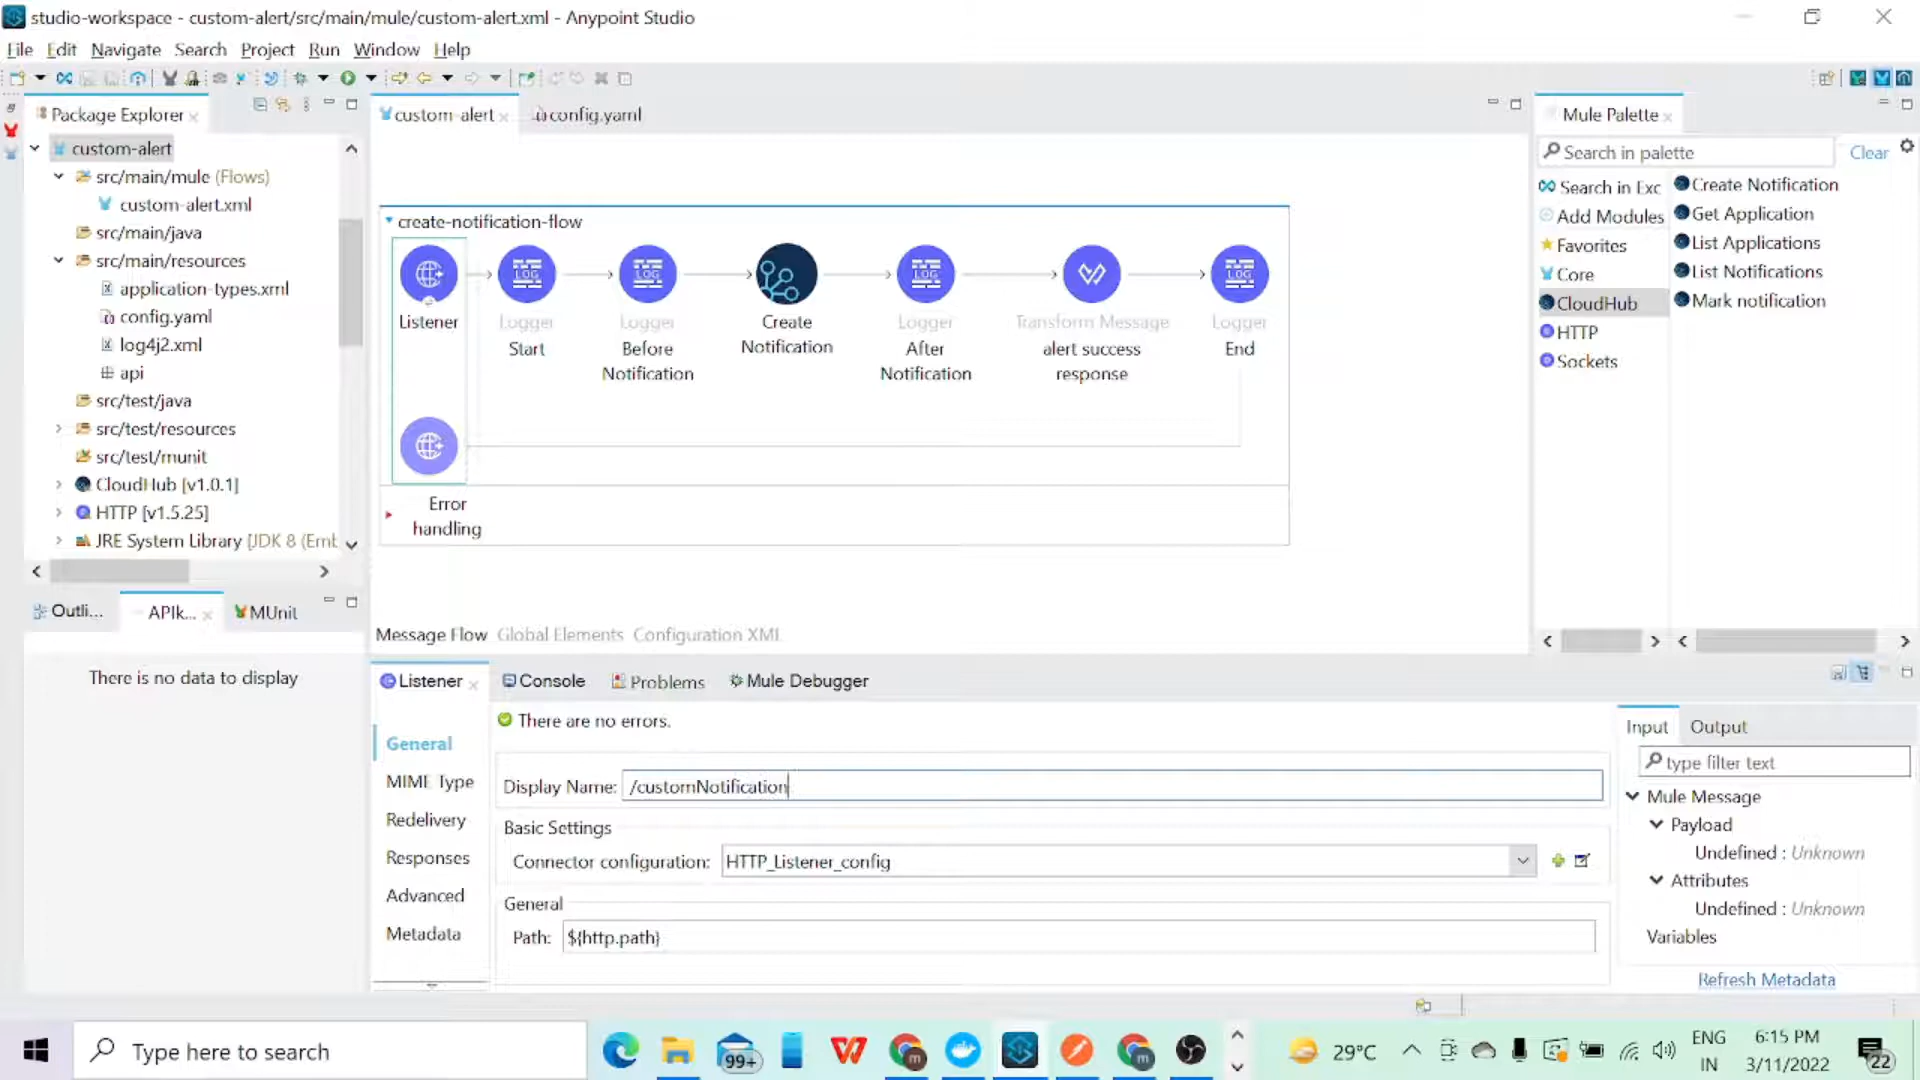 studio-workspace - custom-alert/src/main/mule/custom-alert.xml - Anypoint Studio
File Edit Navigate Search Project Run Window Help
Package Explorer
custom-alert
src/main/mule (Flows)
custom-alert.xml
src/main/java
src/main/resources
application-types.xml
config.yaml
log4j2.xml
api
src/test/java
src/test/resources
src/test/munit
CloudHub [v1.0.1]
HTTP [v1.5.25]
JRE System Library [JDK 8 (Emb
custom-alert
config.yaml
create-notification-flow
LOG
LOG
LOG
LOG
Listener
Logger
Start
Logger
Before
Notification
Create
Notification
Logger
After
Notification
Transform Message
alert success
response
Logger
End
Error
handling
Message Flow Global Elements Configuration XML
Mule Palette
Search in palette
Clear
Search in Exc
Add Modules
Favorites
Core
CloudHub
HTTP
Sockets
Create Notification
Get Application
List Applications
List Notifications
Mark notification
Outli...
APIk...
MUnit
There is no data to display
Listener
Console
Problems
Mule Debugger
There are no errors.
General
MIME Type
Redelivery
Responses
Advanced
Metadata
Display Name: /customNotification
Basic Settings
Connector configuration: HTTP_Listener_config
General
Path: ${http.path}
Input Output
type filter text
Mule Message
Payload
Undefined : Unknown
Attributes
Undefined : Unknown
Variables
Refresh Metadata
Type here to search
99+
m
m
29°C
ENG
IN
6:15 PM
3/11/2022
22